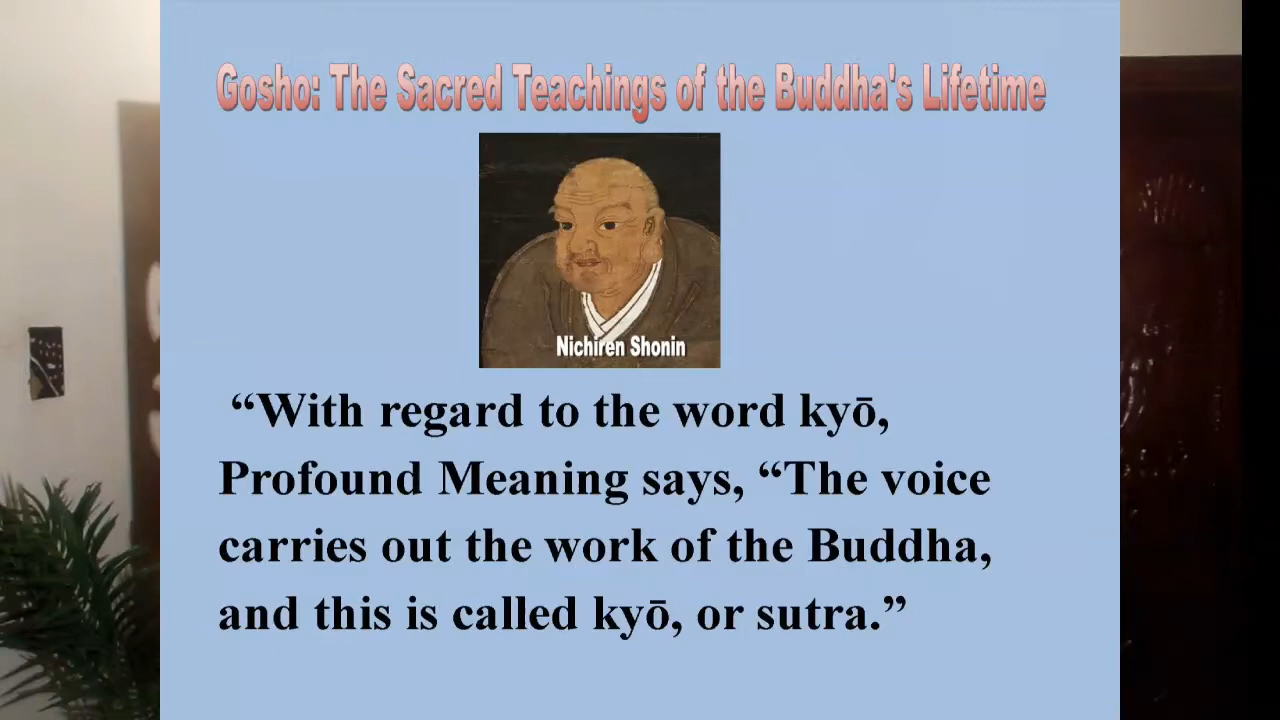 Gosho: The Sacred Teachings of the Buddha's Lifetime
Nichiren Shonin
“With regard to the word kyō,
Profound Meaning says, “The voice
carries out the work of the Buddha,
and this is called kyō, or sutra.”